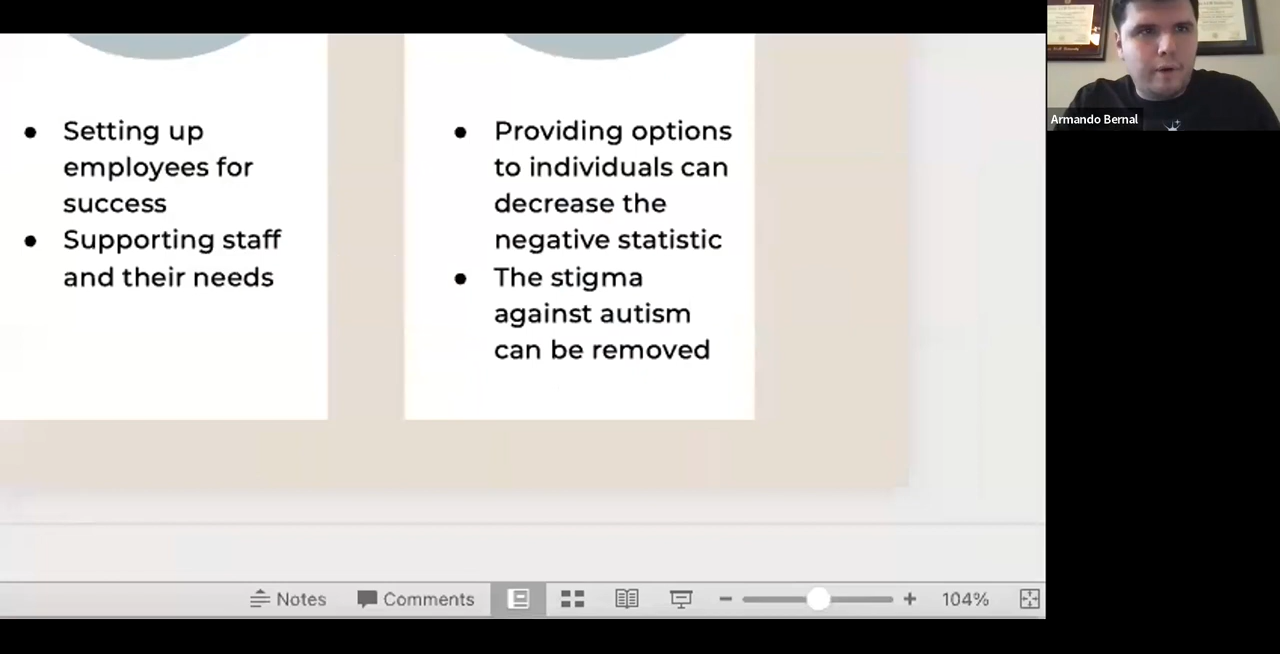 Armando Bernal
● Setting up
employees for
success
● Supporting staff
and their needs
● Providing options
to individuals can
decrease the
negative statistic
● The stigma
against autism
can be removed
Notes
Comments
104%